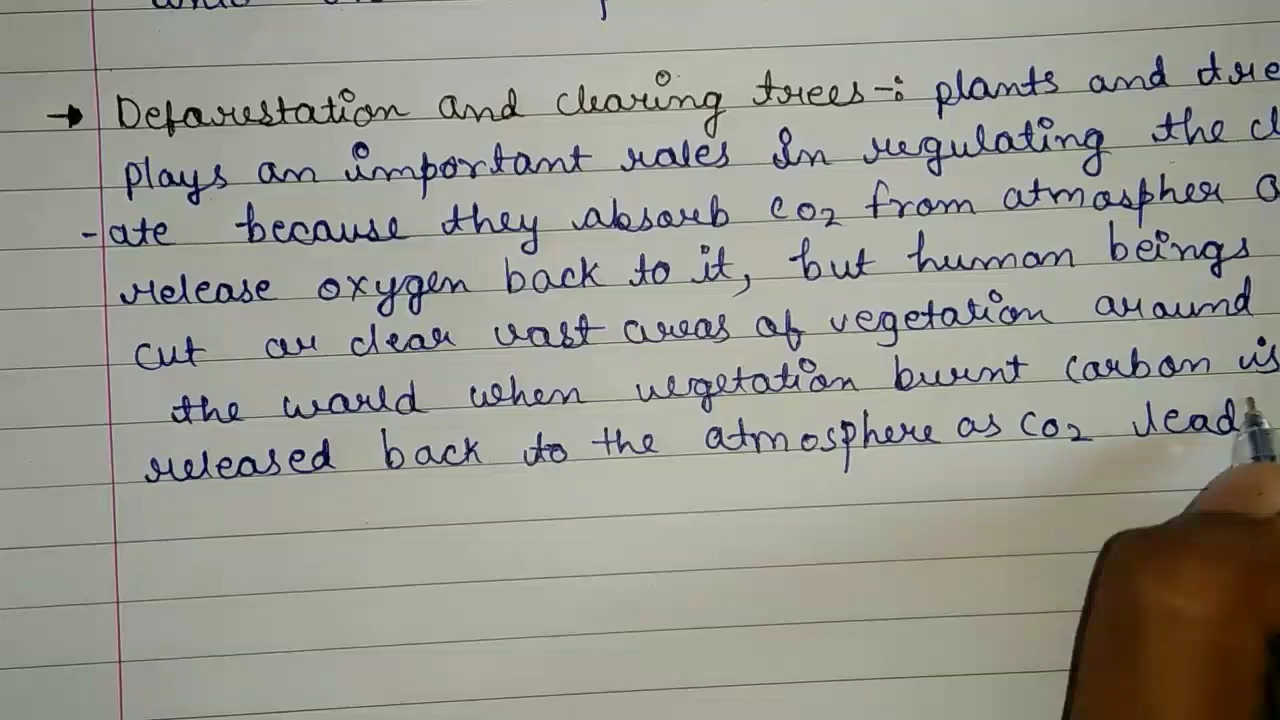 → Deforestation and clearing trees-: plants and tre
plays an important roles In regulating the cl
-ate because they absorb CO2 from atmospher
release oxygen back to it, but human beings
cut or clear vast areas of vegetation around
the world when vegetation burnt carbon is
released back to the atmosphere as CO2 lead